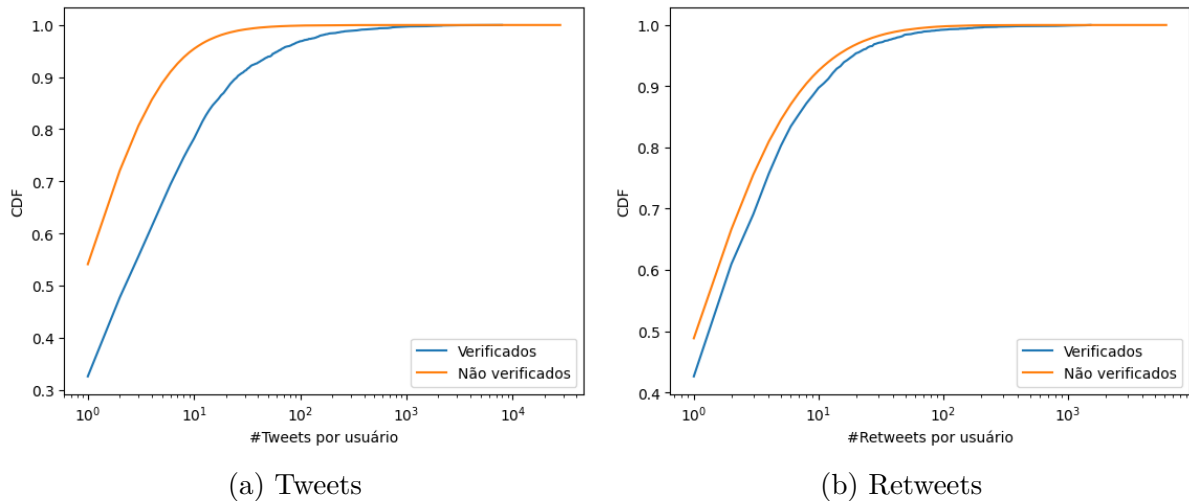 1.0
0.9
0.8
0.7
0.6
0.5
0.4
0.3
CDF
10⁰
10¹
10²
10³
10⁴
#Tweets por usuário
Verificados
Não verificados
(a) Tweets
1.0
0.9
0.8
0.7
0.6
0.5
0.4
CDF
10⁰
10¹
10²
10³
#Retweets por usuário
Verificados
Não verificados
(b) Retweets